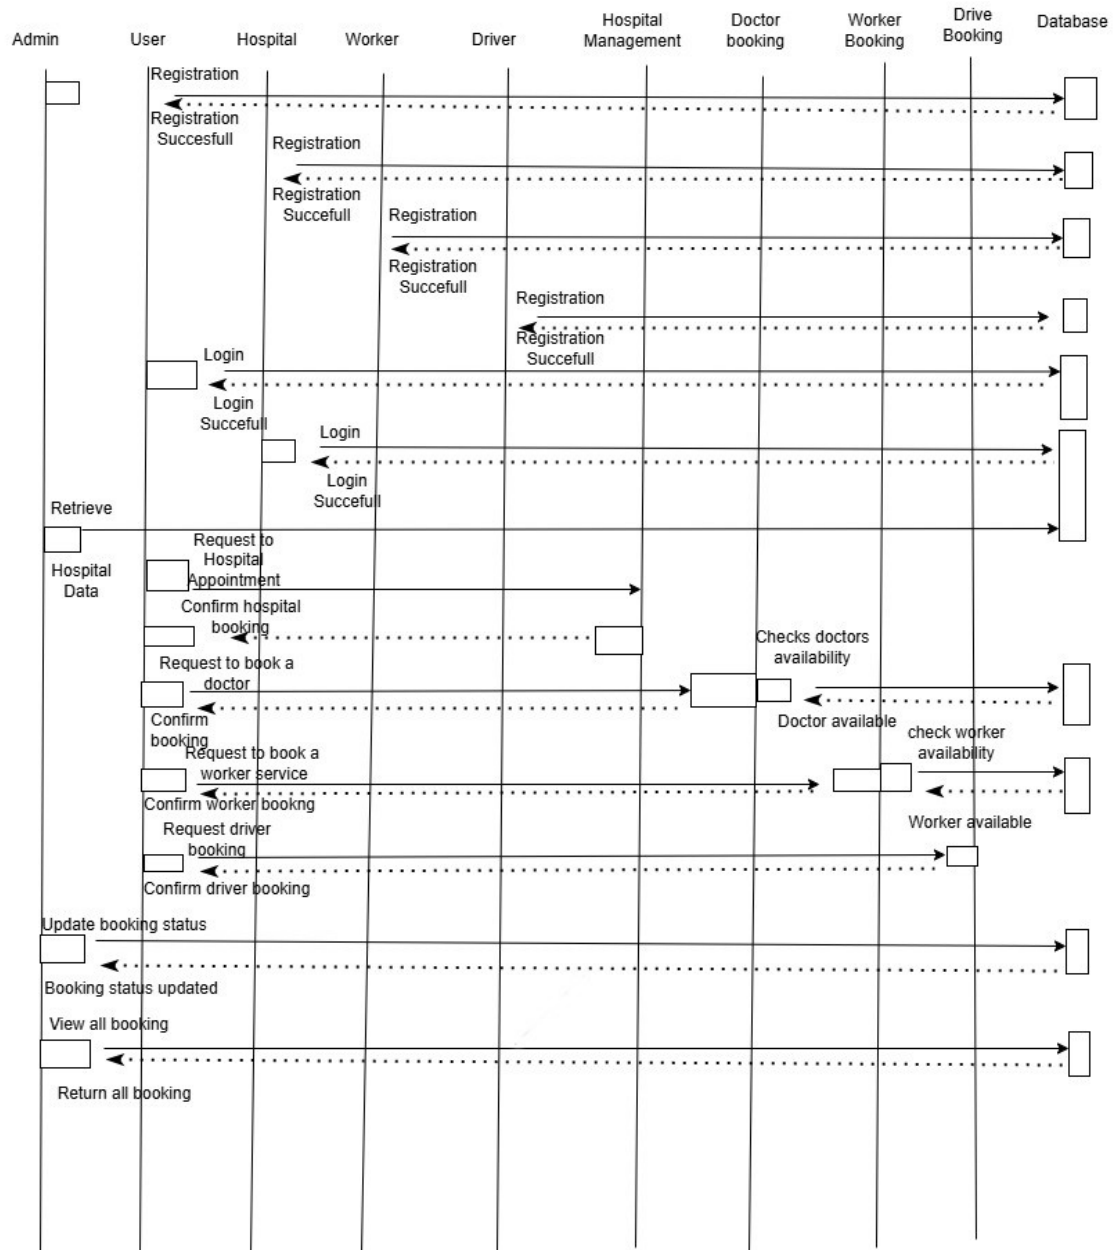 Admin
User
Hospital
Worker
Driver
Hospital
Management
Doctor
booking
Worker
Booking
Drive
Booking
Database
Registration
Registration
Succesfull
Registration
Registration
Succefull
Registration
Registration
Succefull
Registration
Registration
Succefull
Login
Login
Succefull
Login
Login
Succefull
Retrieve
Hospital
Data
Request to
Hospital
Appointment
Confirm hospital
booking
Request to book a
doctor
Checks doctors
availability
Confirm
booking
Doctor available
Request to book a
worker service
check worker
availability
Confirm worker bookng
Worker available
Request driver
booking
Confirm driver booking
Update booking status
Booking status updated
View all booking
Return all booking